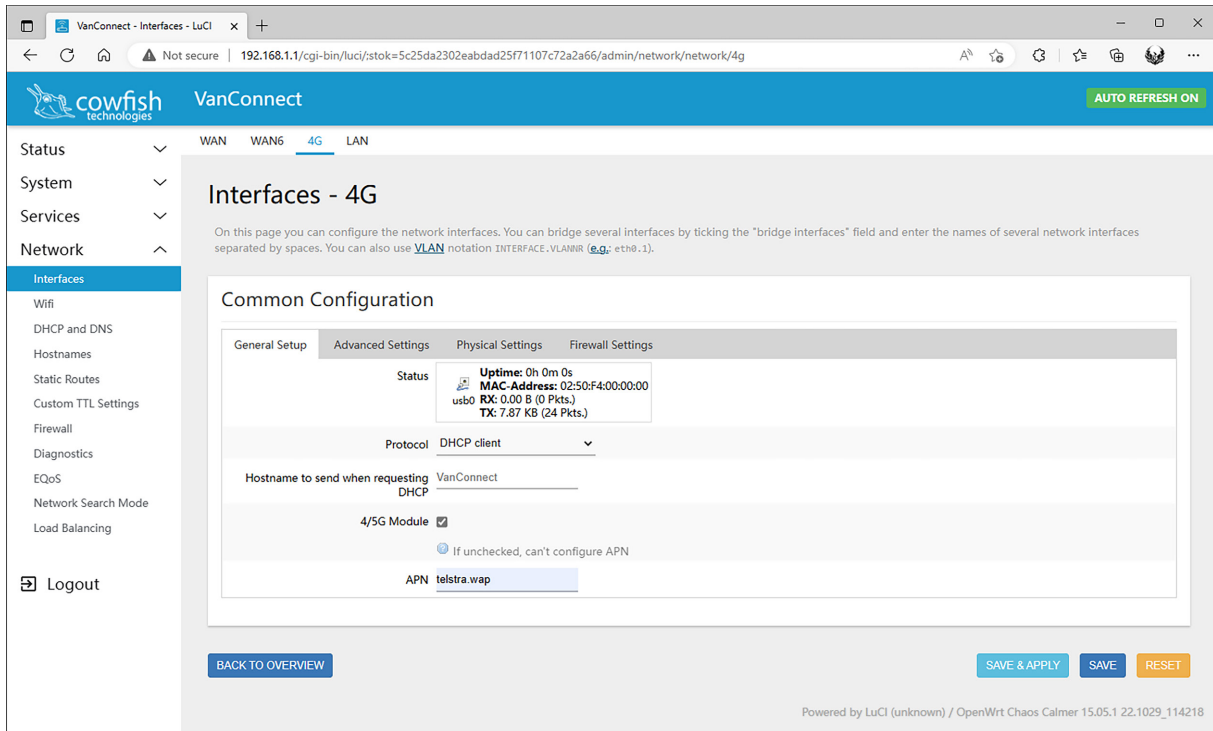 VanConnect - Interfaces - LuCI
Not secure | 192.168.1.1/cgi-bin/luci/;stok=5c25da2302eabdad25f71107c72a2a66/admin/network/network/4g
cowfish
technologies
VanConnect
AUTO REFRESH ON
Status
System
Services
Network
Interfaces
Wifi
DHCP and DNS
Hostnames
Static Routes
Custom TTL Settings
Firewall
Diagnostics
EQoS
Network Search Mode
Load Balancing
Logout
WAN WAN6 4G LAN
Interfaces - 4G
On this page you can configure the network interfaces. You can bridge several interfaces by ticking the "bridge interfaces" field and enter the names of several network interfaces
separated by spaces. You can also use VLAN notation INTERFACE.VLANNR (e.g.: eth0.1).
Common Configuration
General Setup Advanced Settings Physical Settings Firewall Settings
Status
usb0
Uptime: 0h 0m 0s
MAC-Address: 02:50:F4:00:00:00
RX: 0.00 B (0 Pkts.)
TX: 7.87 KB (24 Pkts.)
Protocol DHCP client
Hostname to send when requesting
DHCP
VanConnect
4/5G Module
If unchecked, can't configure APN
APN telstra.wap
BACK TO OVERVIEW SAVE & APPLY SAVE RESET
Powered by LuCI (unknown) / OpenWrt Chaos Calmer 15.05.1 22.1029_114218